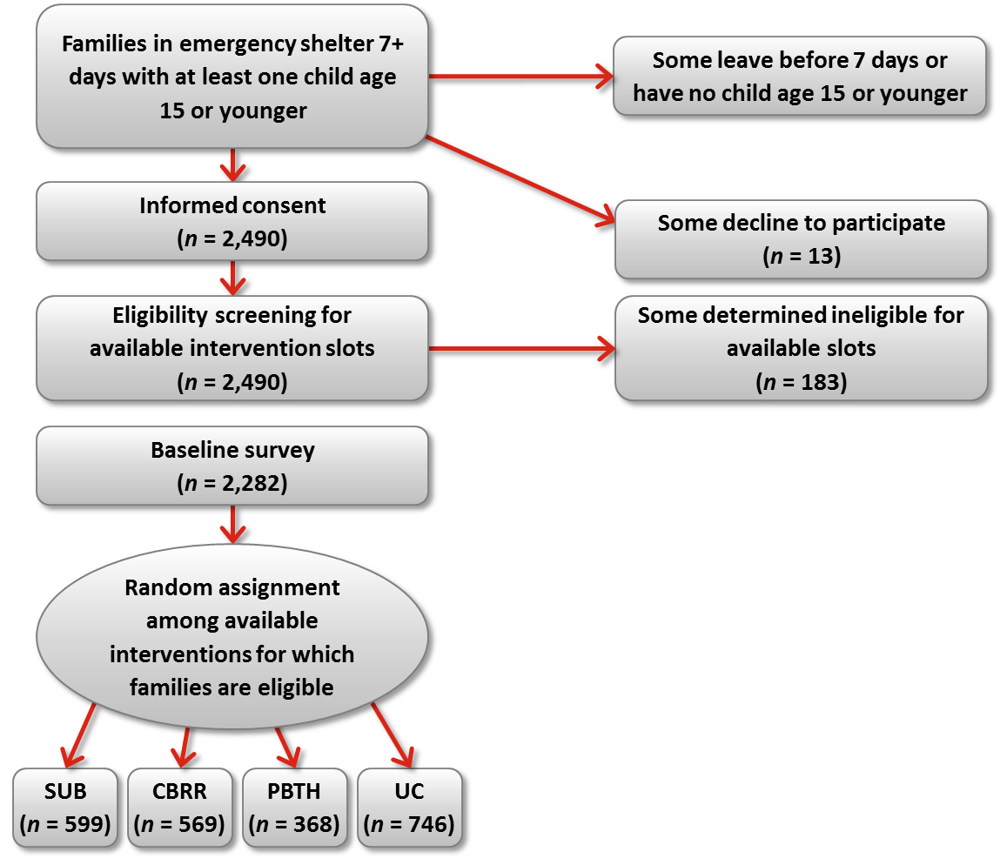 Families in emergency shelter 7+
days with at least one child age
15 or younger
Some leave before 7 days or
have no child age 15 or younger
Informed consent
(n = 2,490)
Some decline to participate
(n = 13)
Eligibility screening for
available intervention slots
(n = 2,490)
Some determined ineligible for
available slots
(n = 183)
Baseline survey
(n = 2,282)
Random assignment
among available
interventions for which
families are eligible
SUB
(n = 599)
CBRR
(n = 569)
PBTH
(n = 368)
UC
(n = 746)